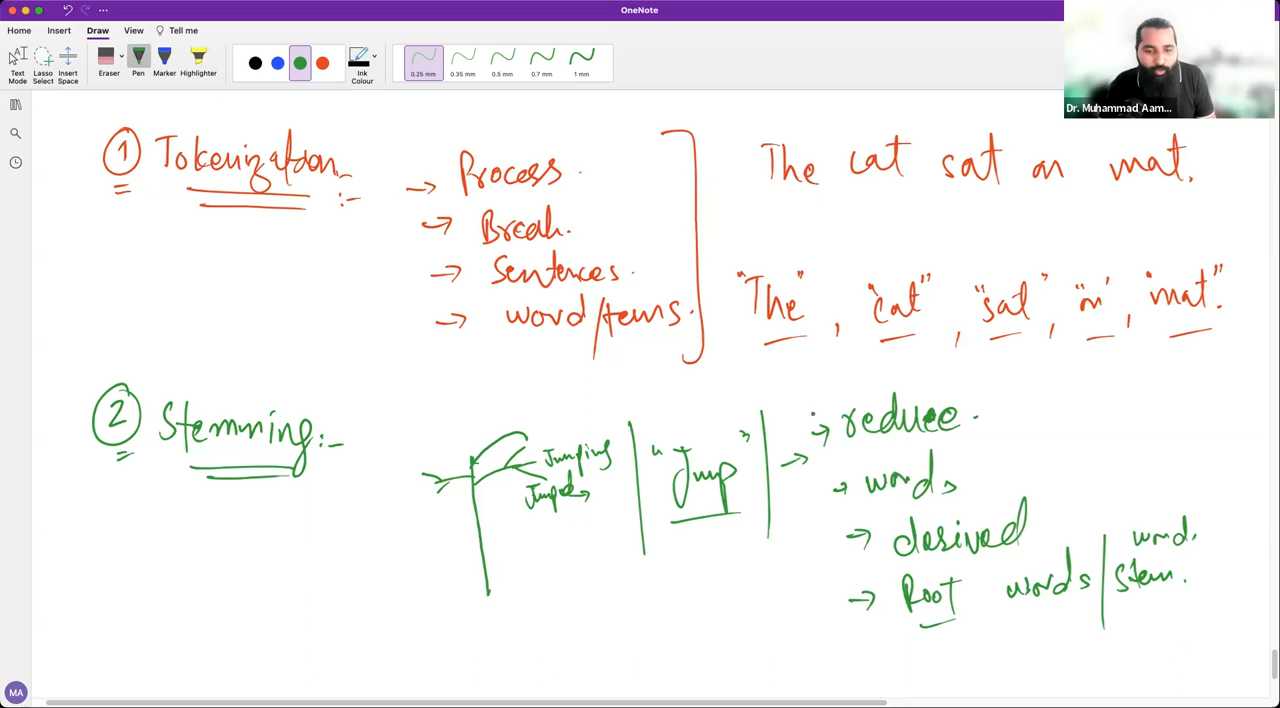 OneNote
Home Insert Draw View Tell me
Text Mode
Lasso Select
Insert Space
Eraser
Pen
Marker
Highlighter
Ink Colour
0.25 mm
0.35 mm
0.5 mm
0.7 mm
1 mm
Dr. Muhammad Aam...
① Tokenization :-
→ Process.
→ Break.
→ Sentences.
→ word/terms.
The cat sat on mat.
"The", "cat", "sat", "on", "mat."
② Stemming :-
Jumping
Jumped
"Jump"
→ reduce.
→ words
→ desived
→ Root words / word. Stem.
MA